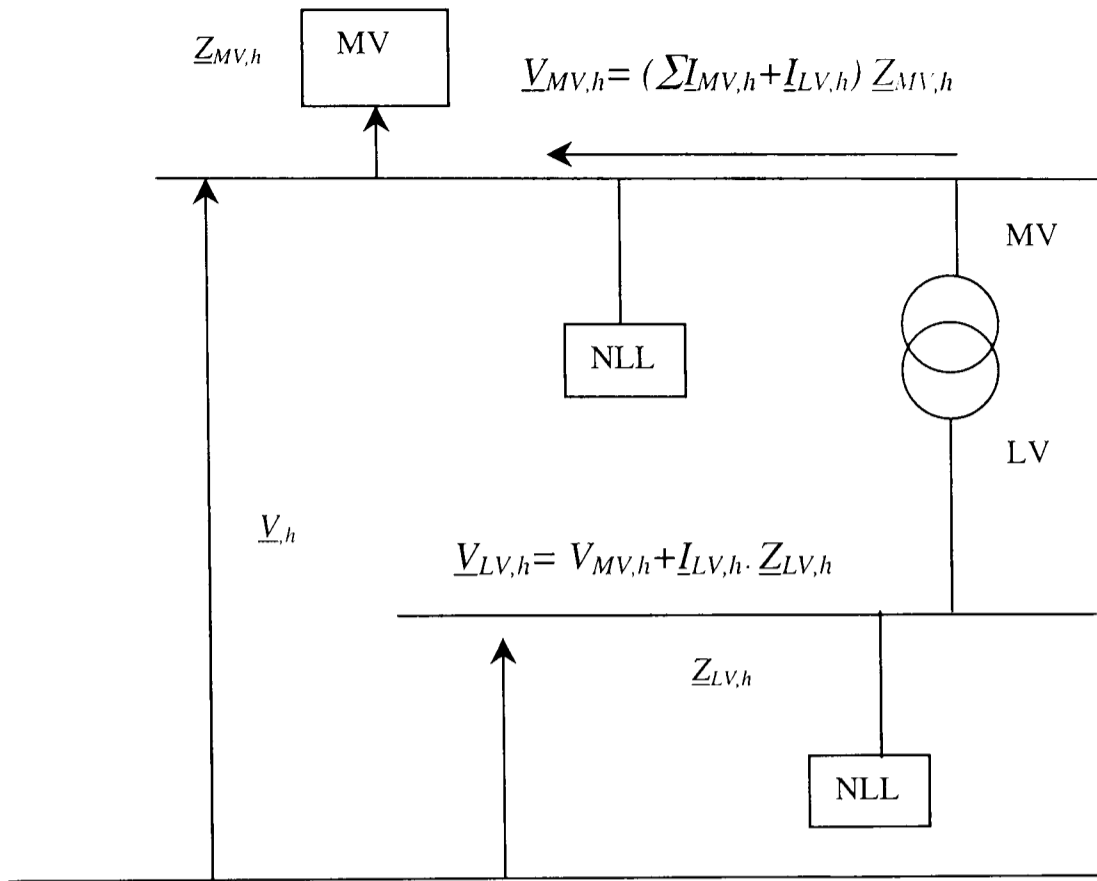 Z_MV,h
MV
V_MV,h = (ΣI_MV,h+I_LV,h) Z_MV,h
MV
NLL
LV
V_,h
V_LV,h = V_MV,h+I_LV,h. Z_LV,h
Z_LV,h
NLL